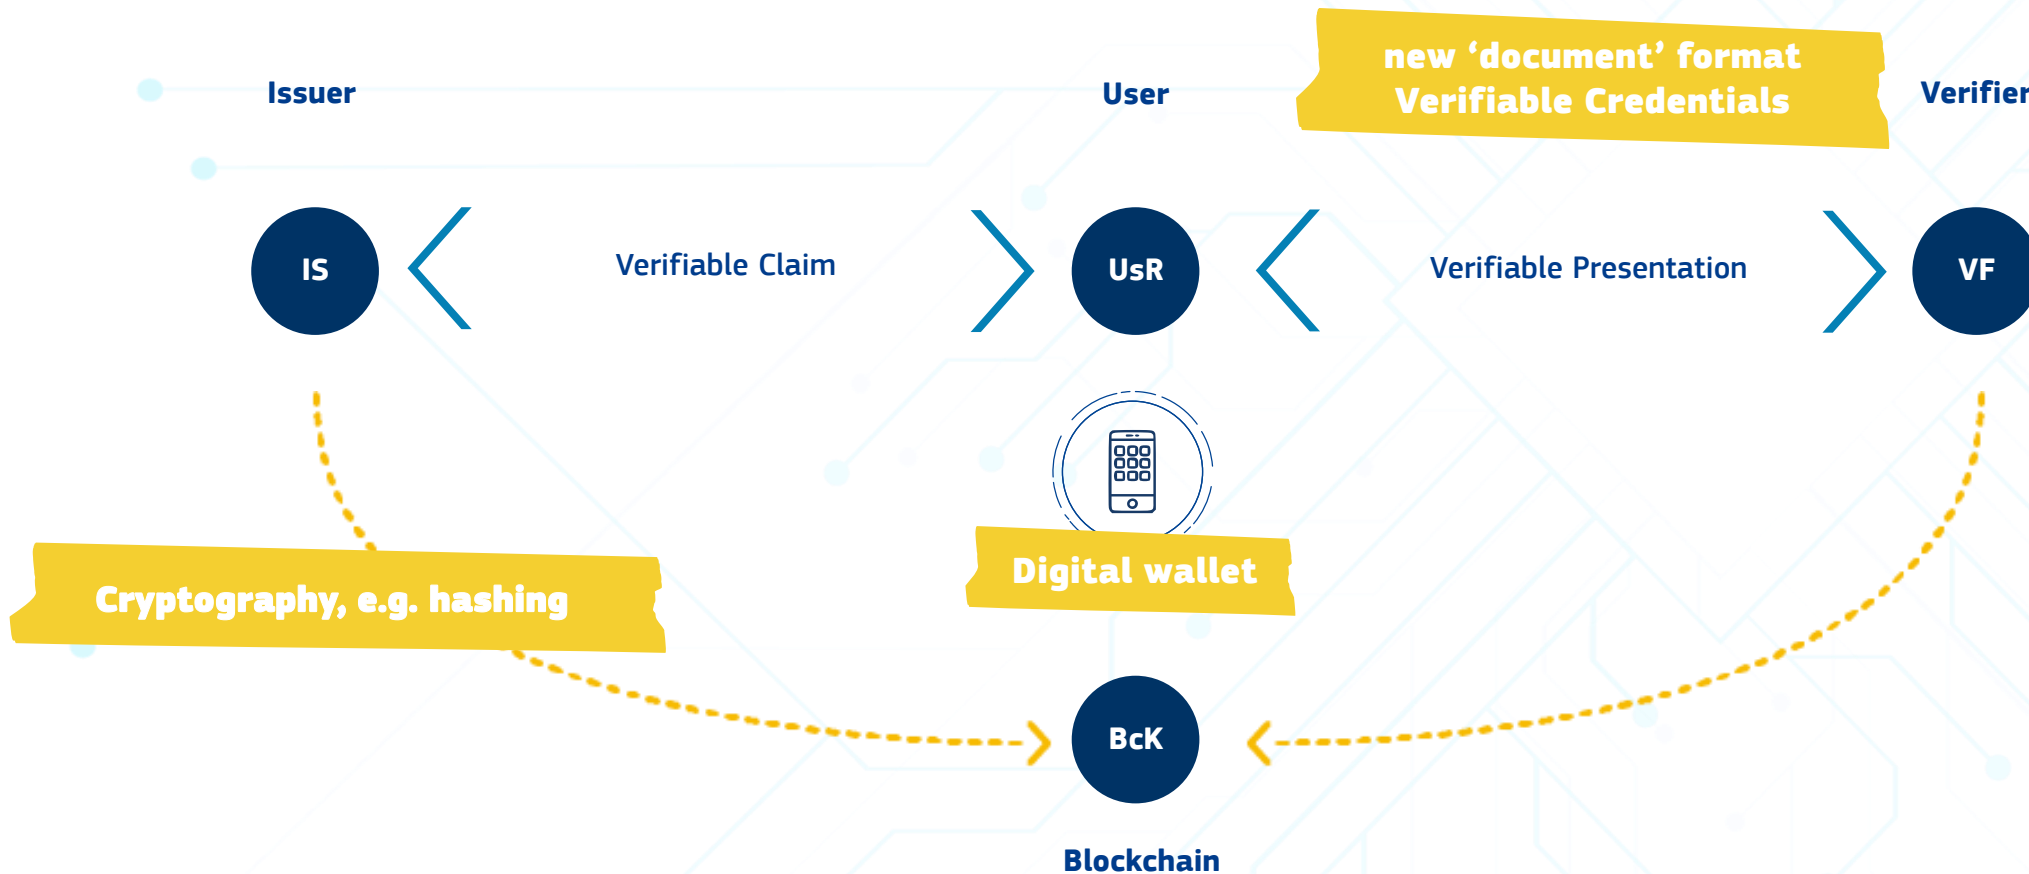 new ‘document’ format
Verifiable Credentials
Issuer
User
Verifier
IS
Verifiable Claim
UsR
Verifiable Presentation
VF
Digital wallet
Cryptography, e.g. hashing
BcK
Blockchain